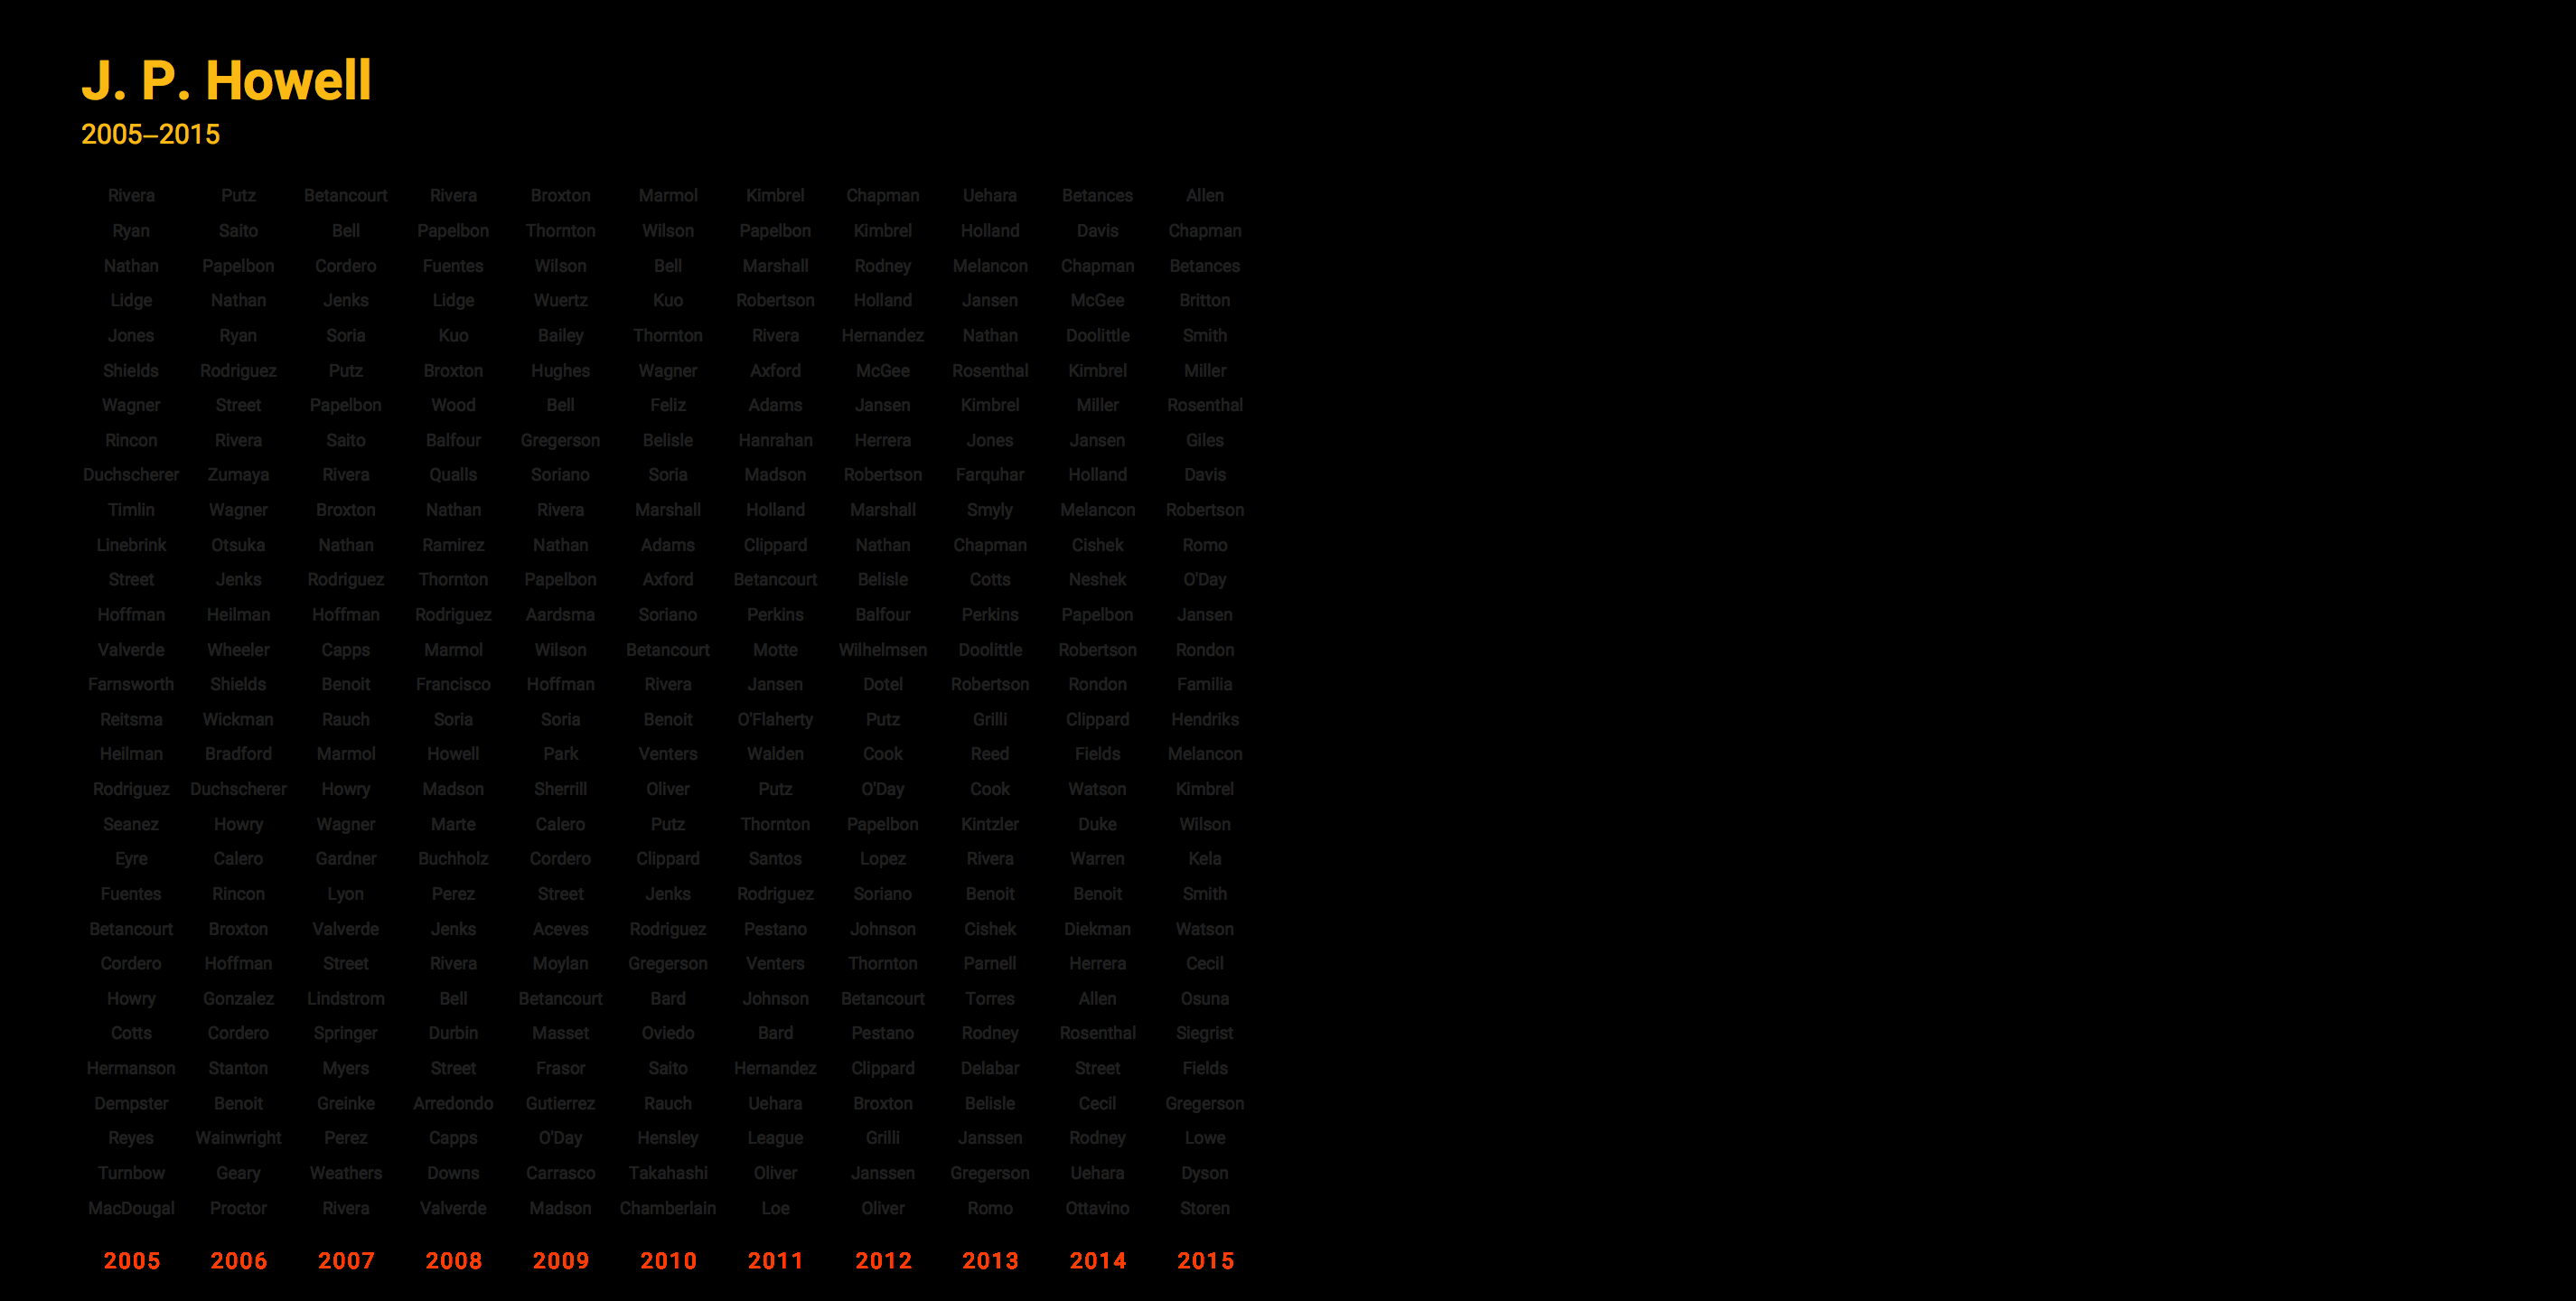 J. P. Howell
2005–2015
Rivera Putz Betancourt Rivera Broxton Marmol Kimbrel Chapman Uehara Betances Allen
Ryan Saito Bell Papelbon Thornton Wilson Papelbon Kimbrel Holland Davis Chapman
Nathan Papelbon Cordero Fuentes Wilson Bell Marshall Rodney Melancon Chapman Betances
Lidge Nathan Jenks Lidge Wuertz Kuo Robertson Holland Jansen McGee Britton
Jones Ryan Soria Kuo Bailey Thornton Rivera Hernandez Nathan Doolittle Smith
Shields Rodriguez Putz Broxton Hughes Wagner Axford McGee Rosenthal Kimbrel Miller
Wagner Street Papelbon Wood Bell Feliz Adams Jansen Kimbrel Miller Rosenthal
Rincon Rivera Saito Balfour Gregerson Belisle Hanrahan Herrera Jones Jansen Giles
Duchscherer Zumaya Rivera Qualls Soriano Soria Madson Robertson Farquhar Holland Davis
Timlin Wagner Broxton Nathan Rivera Marshall Holland Marshall Smyly Melancon Robertson
Linebrink Otsuka Nathan Ramirez Nathan Adams Clippard Nathan Chapman Cishek Romo
Street Jenks Rodriguez Thornton Papelbon Axford Betancourt Belisle Cotts Neshek O'Day
Hoffman Heilman Hoffman Rodriguez Aardsma Soriano Perkins Balfour Perkins Papelbon Jansen
Valverde Wheeler Capps Marmol Wilson Betancourt Motte Wilhelmsen Doolittle Robertson Rondon
Farnsworth Shields Benoit Francisco Hoffman Rivera Jansen Dotel Robertson Rondon Familia
Reitsma Wickman Rauch Soria Soria Benoit O'Flaherty Putz Grilli Clippard Hendriks
Heilman Bradford Marmol Howell Park Venters Walden Cook Reed Fields Melancon
Rodriguez Duchscherer Howry Madson Sherrill Oliver Putz O'Day Cook Watson Kimbrel
Seanez Howry Wagner Marte Calero Putz Thornton Papelbon Kintzler Duke Wilson
Eyre Calero Gardner Buchholz Cordero Clippard Santos Lopez Rivera Warren Kela
Fuentes Rincon Lyon Perez Street Jenks Rodriguez Soriano Benoit Benoit Smith
Betancourt Broxton Valverde Jenks Aceves Rodriguez Pestano Johnson Cishek Diekman Watson
Cordero Hoffman Street Rivera Moylan Gregerson Venters Thornton Parnell Herrera Cecil
Howry Gonzalez Lindstrom Bell Betancourt Bard Johnson Betancourt Torres Allen Osuna
Cotts Cordero Springer Durbin Masset Oviedo Bard Pestano Rodney Rosenthal Siegrist
Hermanson Stanton Myers Street Frasor Saito Hernandez Clippard Delabar Street Fields
Dempster Benoit Greinke Arredondo Gutierrez Rauch Uehara Broxton Belisle Cecil Gregerson
Reyes Wainwright Perez Capps O'Day Hensley League Grilli Janssen Rodney Lowe
Turnbow Geary Weathers Downs Carrasco Takahashi Oliver Janssen Gregerson Uehara Dyson
MacDougal Proctor Rivera Valverde Madson Chamberlain Loe Oliver Romo Ottavino Storen
2005 2006 2007 2008 2009 2010 2011 2012 2013 2014 2015